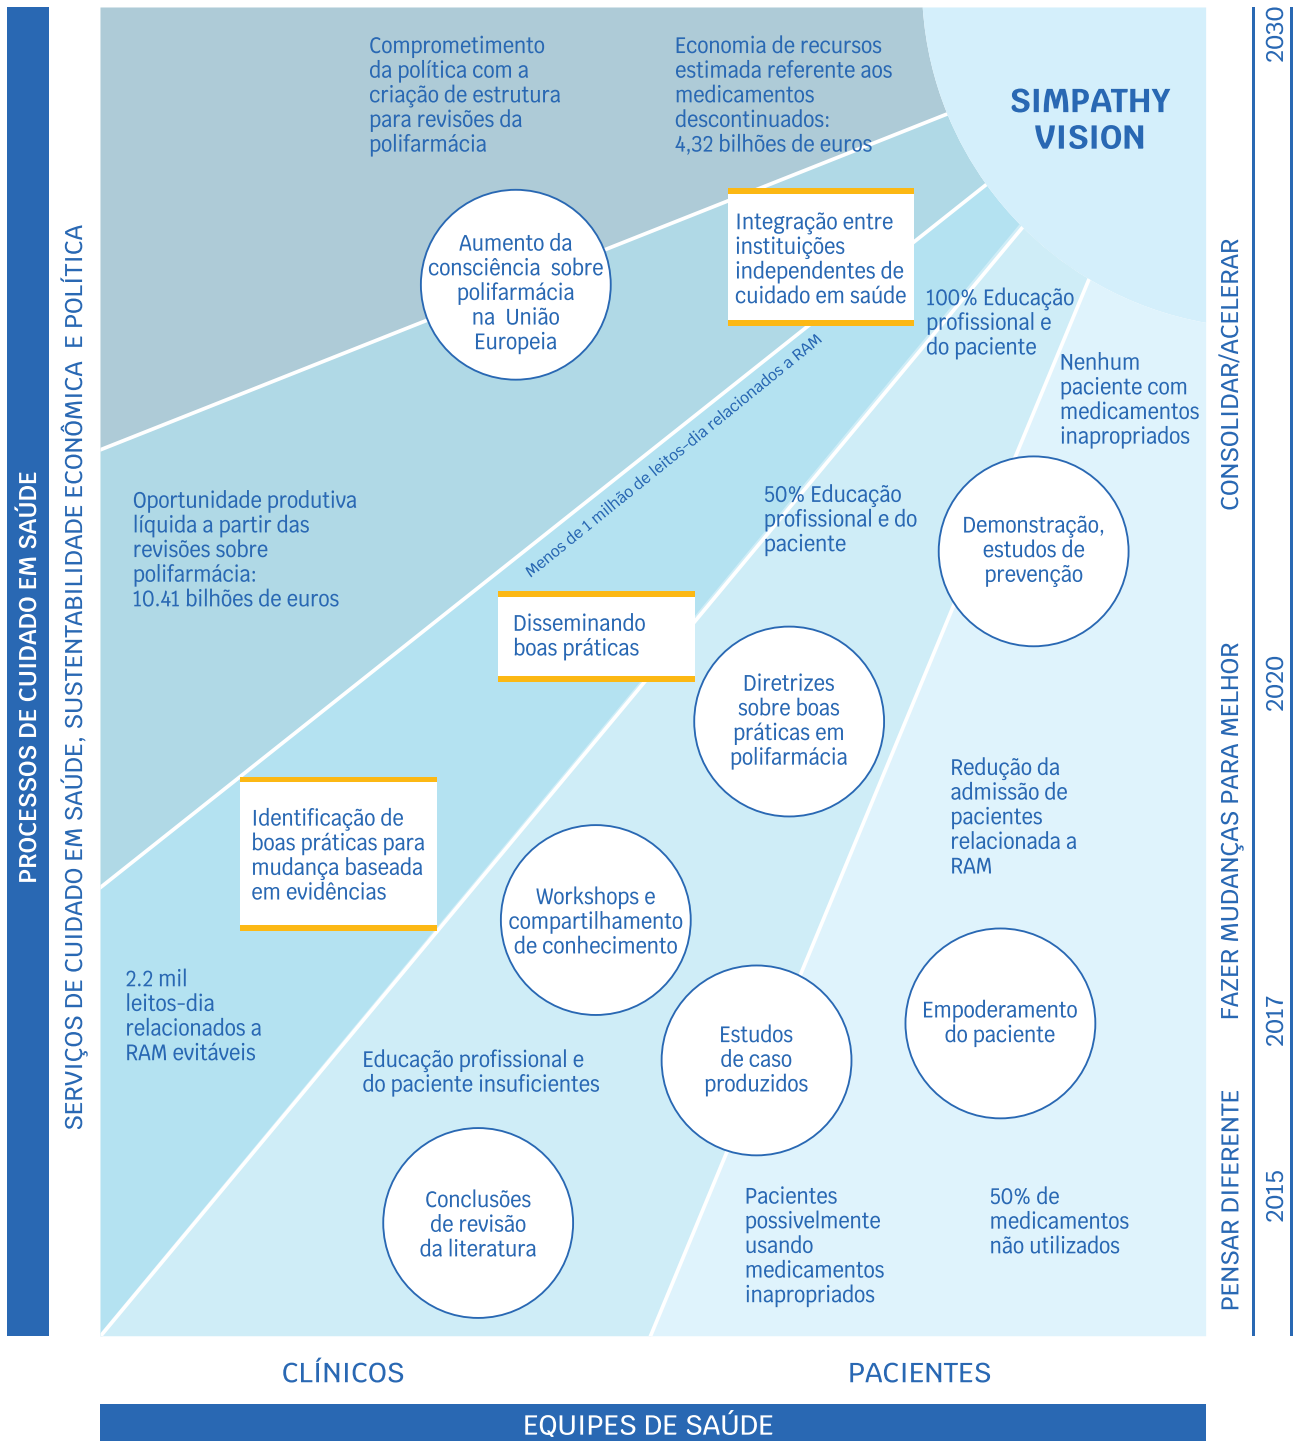 Comprometimento
da política com a
criação de estrutura
para revisões da
polifarmácia
Economia de recursos
estimada referente aos
medicamentos
descontinuados:
4,32 bilhões de euros
SIMPATHY
VISION
Aumento da
consciência sobre
polifarmácia
na União
Europeia
Integração entre
instituições
independentes de
cuidado em saúde
100% Educação
profissional e
do paciente
Nenhum
paciente com
medicamentos
inapropriados
Menos de 1 milhão de leitos-dia relacionados a RAM
Oportunidade produtiva
líquida a partir das
revisões sobre
polifarmácia:
10.41 bilhões de euros
50% Educação
profissional e do
paciente
Demonstração,
estudos de
prevenção
Disseminando
boas práticas
Diretrizes
sobre boas
práticas em
polifarmácia
Redução da
admissão de
pacientes
relacionada a
RAM
Identificação de
boas práticas para
mudança baseada
em evidências
Workshops e
compartilhamento
de conhecimento
2.2 mil
leitos-dia
relacionados a
RAM evitáveis
Educação profissional e
do paciente insuficientes
Estudos
de caso
produzidos
Empoderamento
do paciente
Conclusões
de revisão
da literatura
Pacientes
possivelmente
usando
medicamentos
inapropriados
50% de
medicamentos
não utilizados
PROCESSOS DE CUIDADO EM SAÚDE
SERVIÇOS DE CUIDADO EM SAÚDE, SUSTENTABILIDADE ECONÔMICA E POLÍTICA
CONSOLIDAR/ACELERAR
FAZER MUDANÇAS PARA MELHOR
PENSAR DIFERENTE
2030
2020
2017
2015
CLÍNICOS
PACIENTES
EQUIPES DE SAÚDE